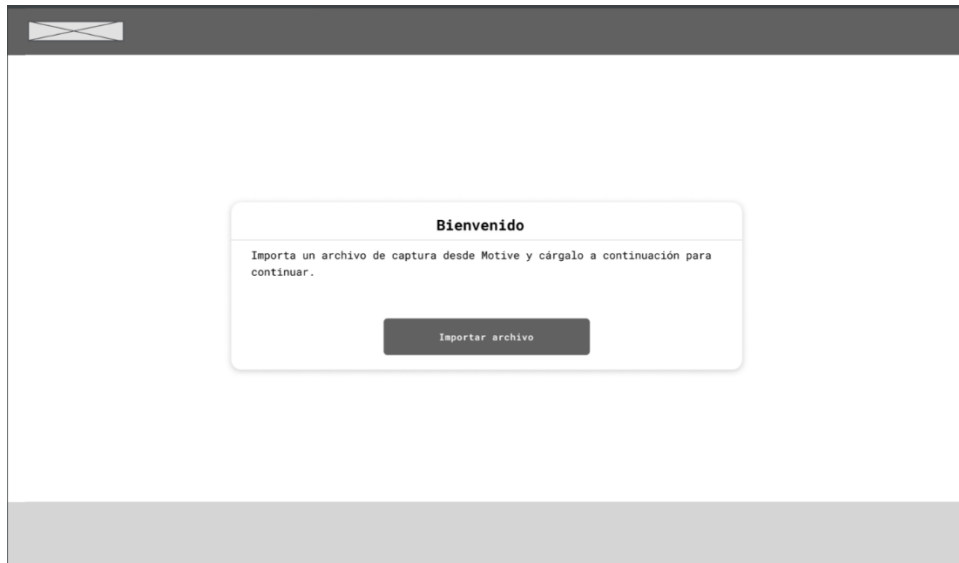 Bienvenido
Importa un archivo de captura desde Motive y cárgalo a continuación para
continuar.
Importar archivo